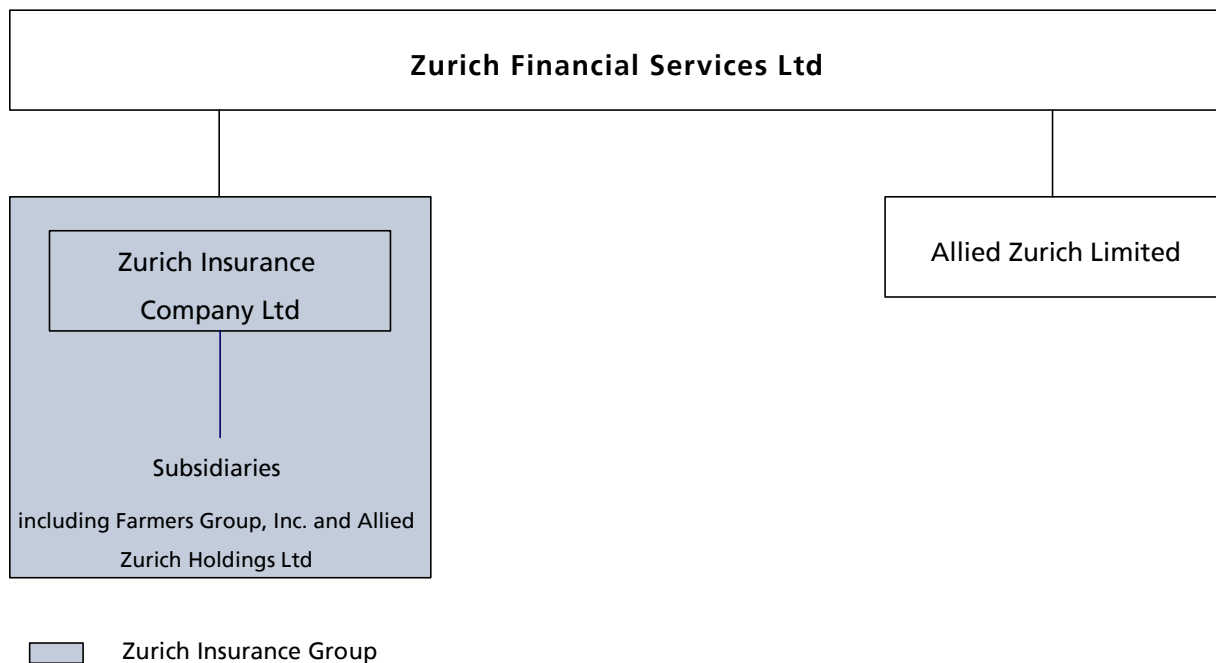 Zurich Financial Services Ltd
Zurich Insurance
Company Ltd
Allied Zurich Limited
Subsidiaries
including Farmers Group, Inc. and Allied
Zurich Holdings Ltd
Zurich Insurance Group